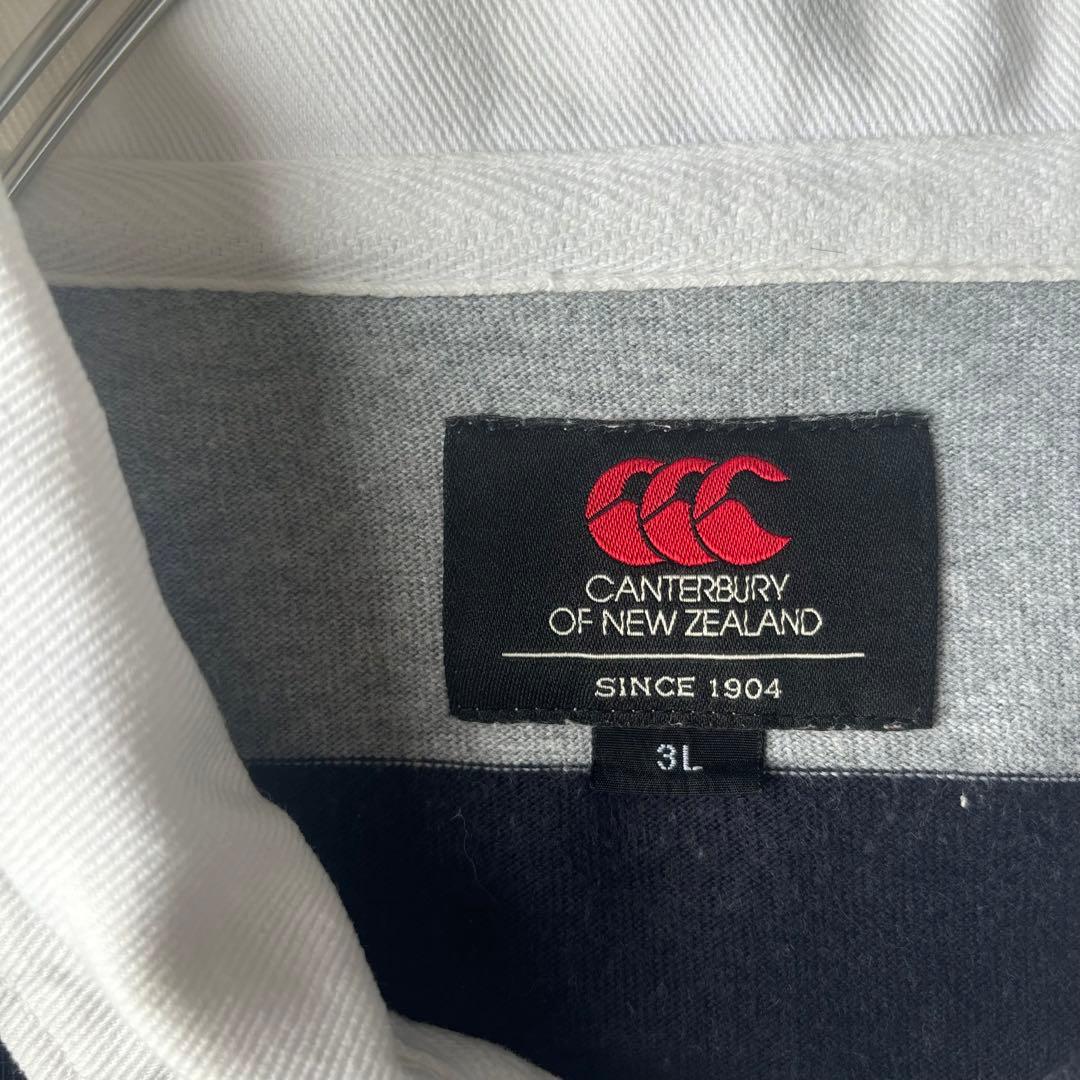 CANTERBURY
OF NEW ZEALAND
SINCE 1904
3L